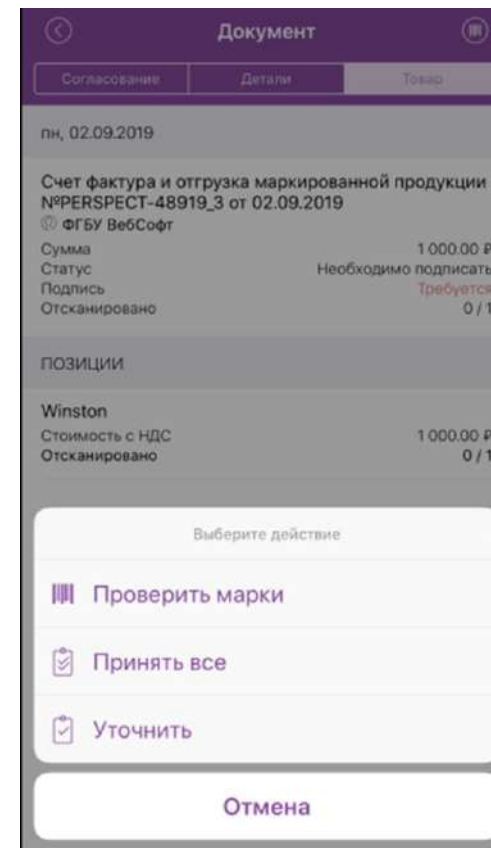 Документ
Согласование Детали Товар
пн, 02.09.2019
Счет фактура и отгрузка маркированной продукции
№PERSPECT-48919_3 от 02.09.2019
ФГБУ ВебСофт
Сумма 1 000.00 ₽
Статус Необходимо подписать
Подпись Требуется
Отсканировано 0 / 1
ПОЗИЦИИ
Winston
Стоимость с НДС 1 000.00 ₽
Отсканировано 0 / 1
Выберите действие
Проверить марки
Принять все
Уточнить
Отмена